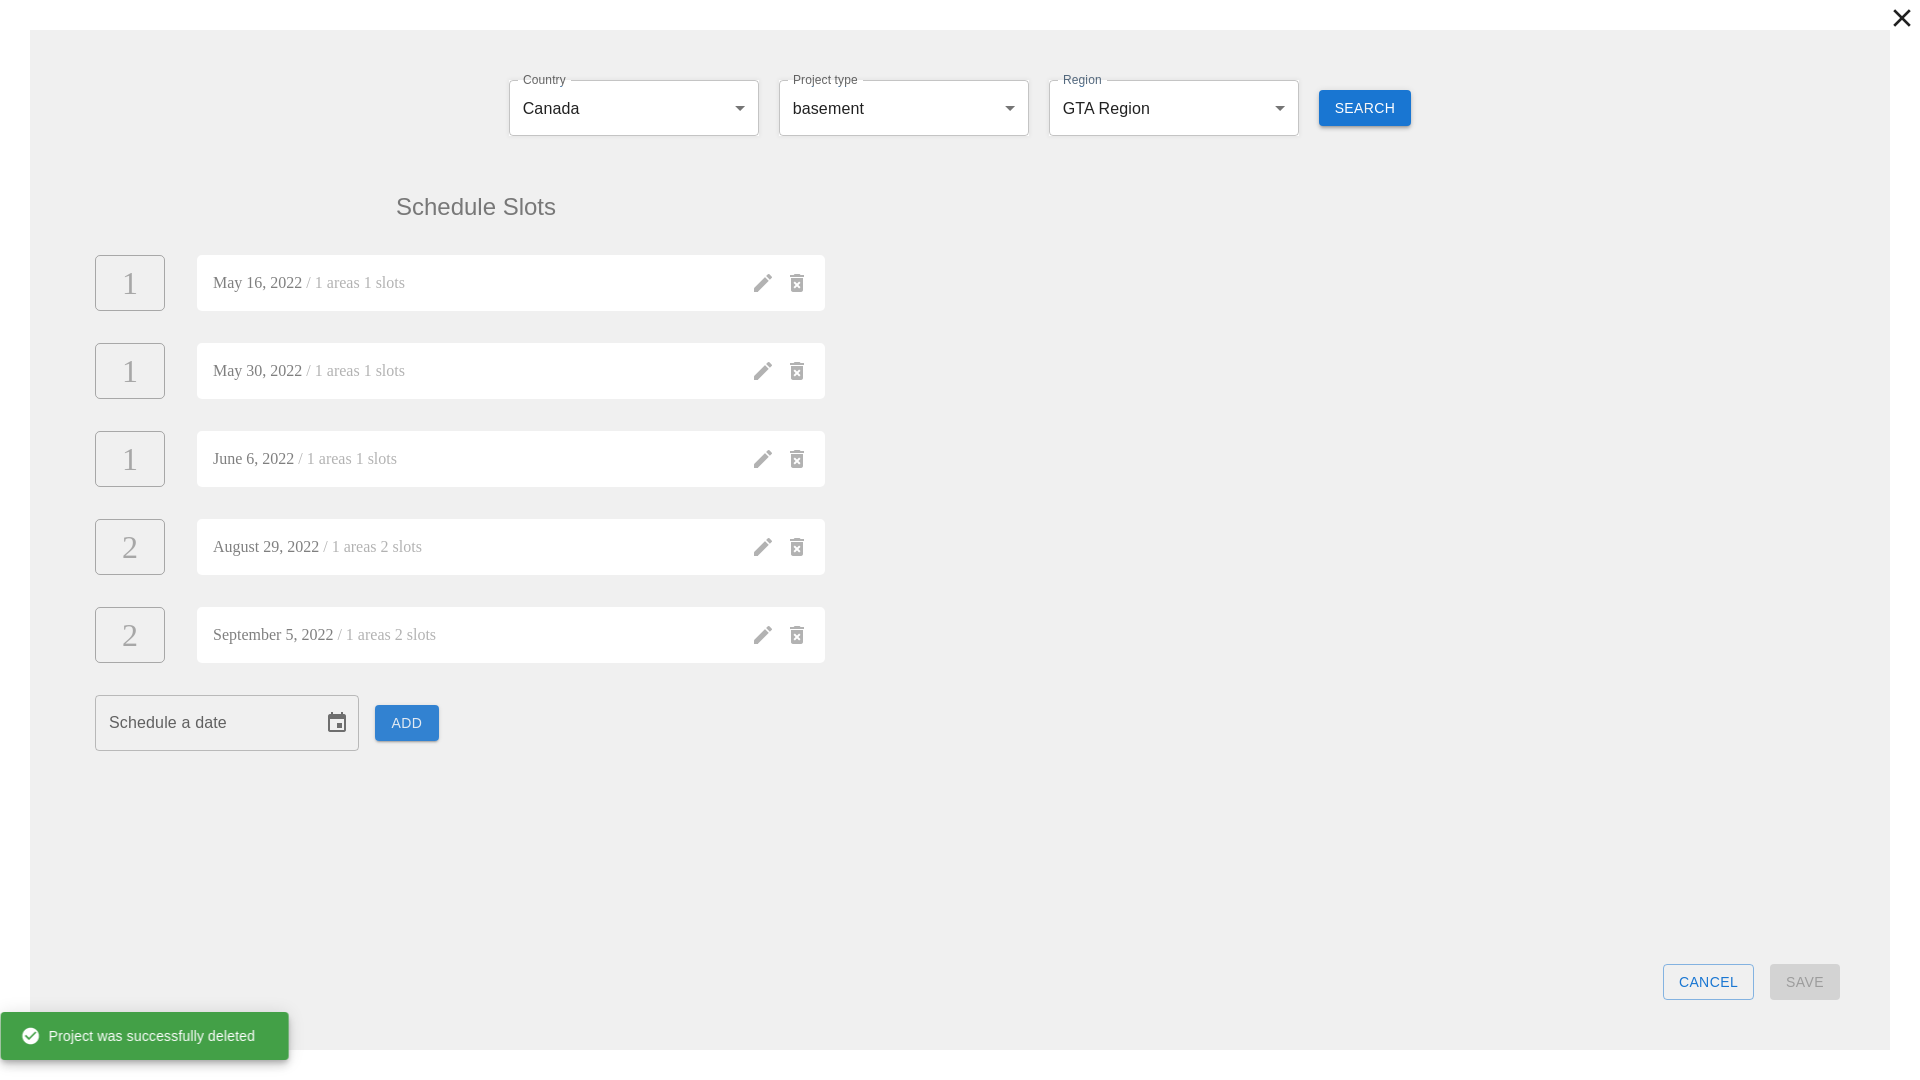 Country
Canada
Project type
basement
Region
GTA Region
SEARCH
Schedule Slots
1
May 16, 2022 / 1 areas 1 slots
1
May 30, 2022 / 1 areas 1 slots
1
June 6, 2022 / 1 areas 1 slots
2
August 29, 2022 / 1 areas 2 slots
2
September 5, 2022 / 1 areas 2 slots
Schedule a date
ADD
CANCEL
SAVE
Project was successfully deleted